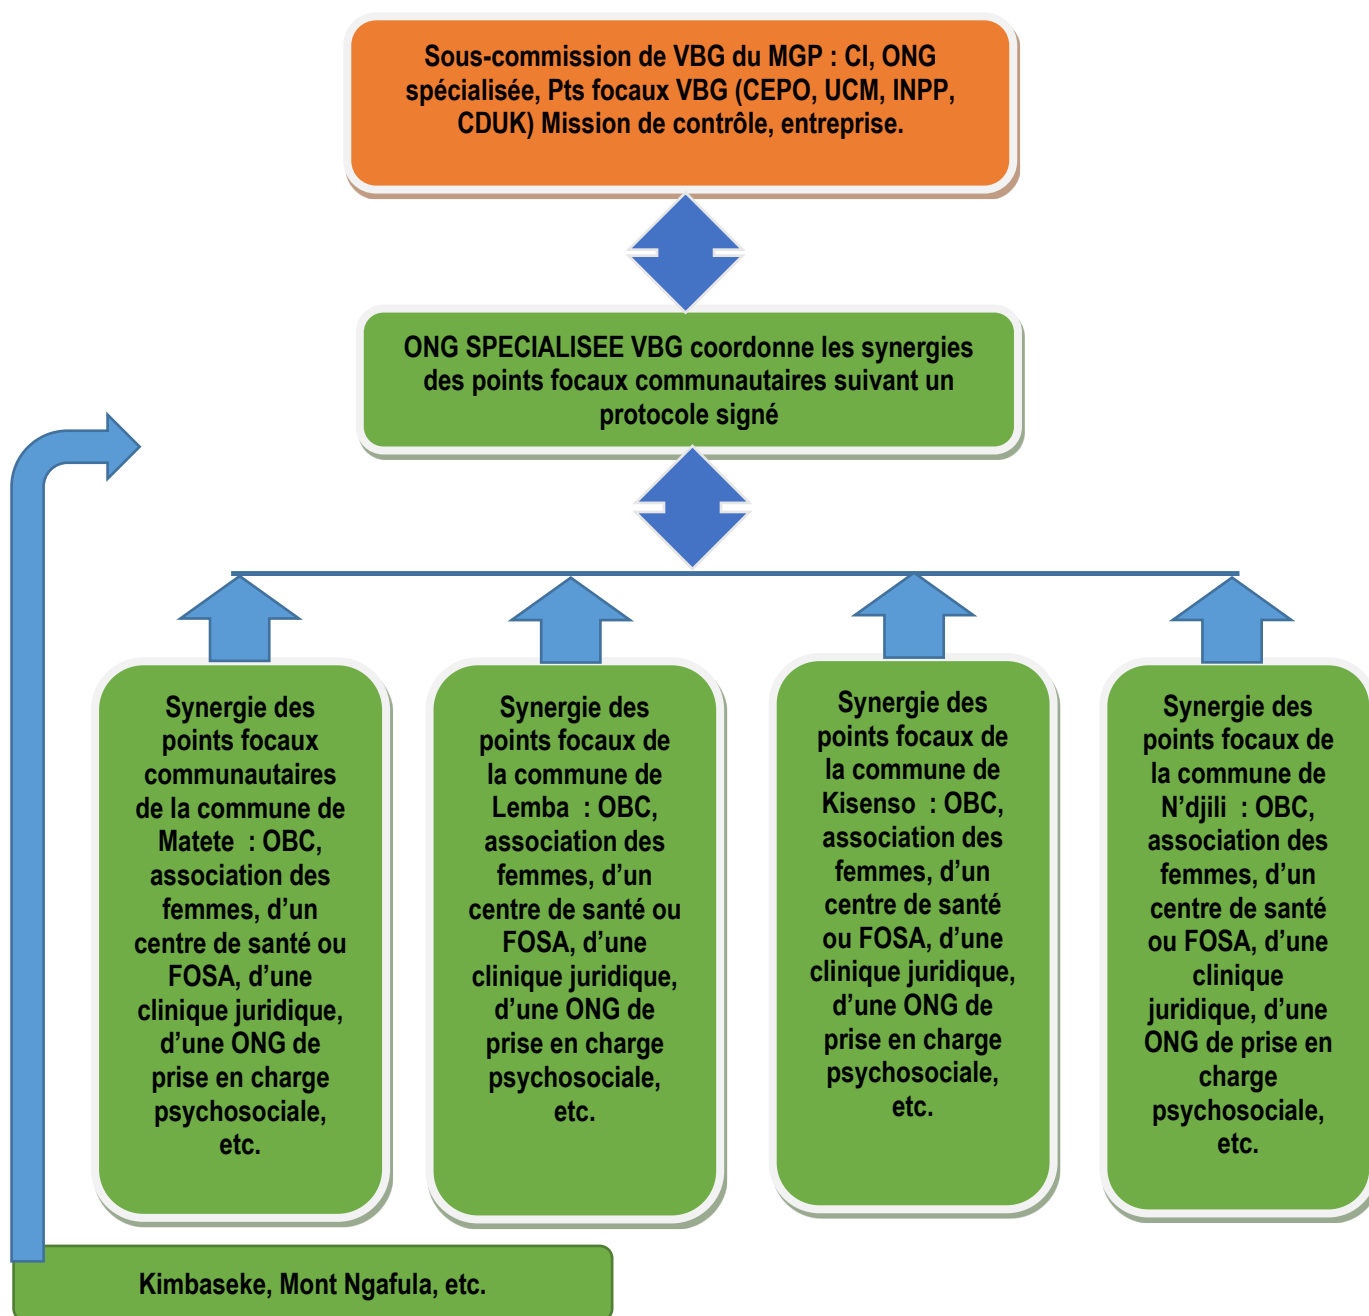 Sous-commission de VBG du MGP : CI, ONG
spécialisée, Pts focaux VBG (CEPO, UCM, INPP,
CDUK) Mission de contrôle, entreprise.
ONG SPECIALISEE VBG coordonne les synergies
des points focaux communautaires suivant un
protocole signé
Synergie des
points focaux
communautaires
de la commune de
Matete : OBC,
association des
femmes, d’un
centre de santé ou
FOSA, d’une
clinique juridique,
d’une ONG de
prise en charge
psychosociale,
etc.
Synergie des
points focaux de
la commune de
Lemba : OBC,
association des
femmes, d’un
centre de santé ou
FOSA, d’une
clinique juridique,
d’une ONG de
prise en charge
psychosociale,
etc.
Synergie des
points focaux de
la commune de
Kisenso : OBC,
association des
femmes, d’un
centre de santé
ou FOSA, d’une
clinique juridique,
d’une ONG de
prise en charge
psychosociale,
etc.
Synergie des
points focaux de
la commune de
N’djili : OBC,
association des
femmes, d’un
centre de santé
ou FOSA, d’une
clinique
juridique, d’une
ONG de prise en
charge
psychosociale,
etc.
Kimbaseke, Mont Ngafula, etc.